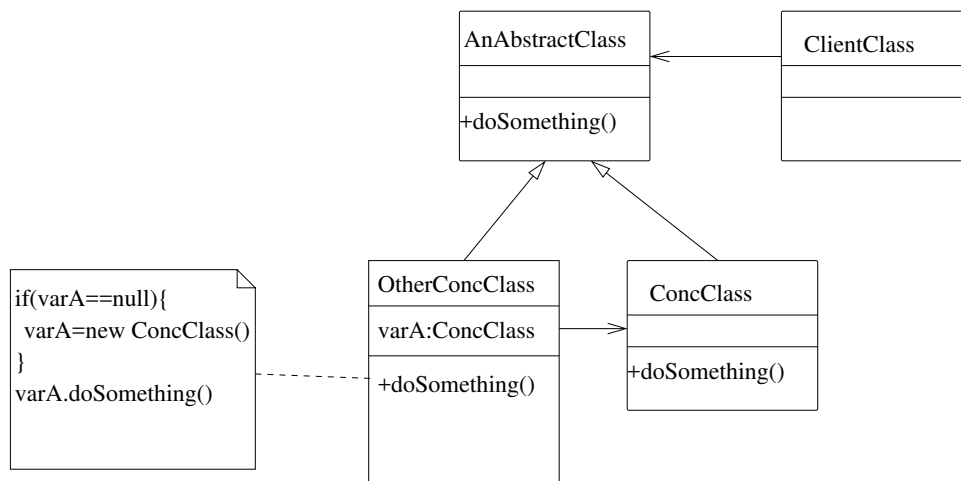 AnAbstractClass
+doSomething()
ClientClass
if(varA==null){
varA=new ConcClass()
}
varA.doSomething()
OtherConcClass
varA:ConcClass
+doSomething()
ConcClass
+doSomething()